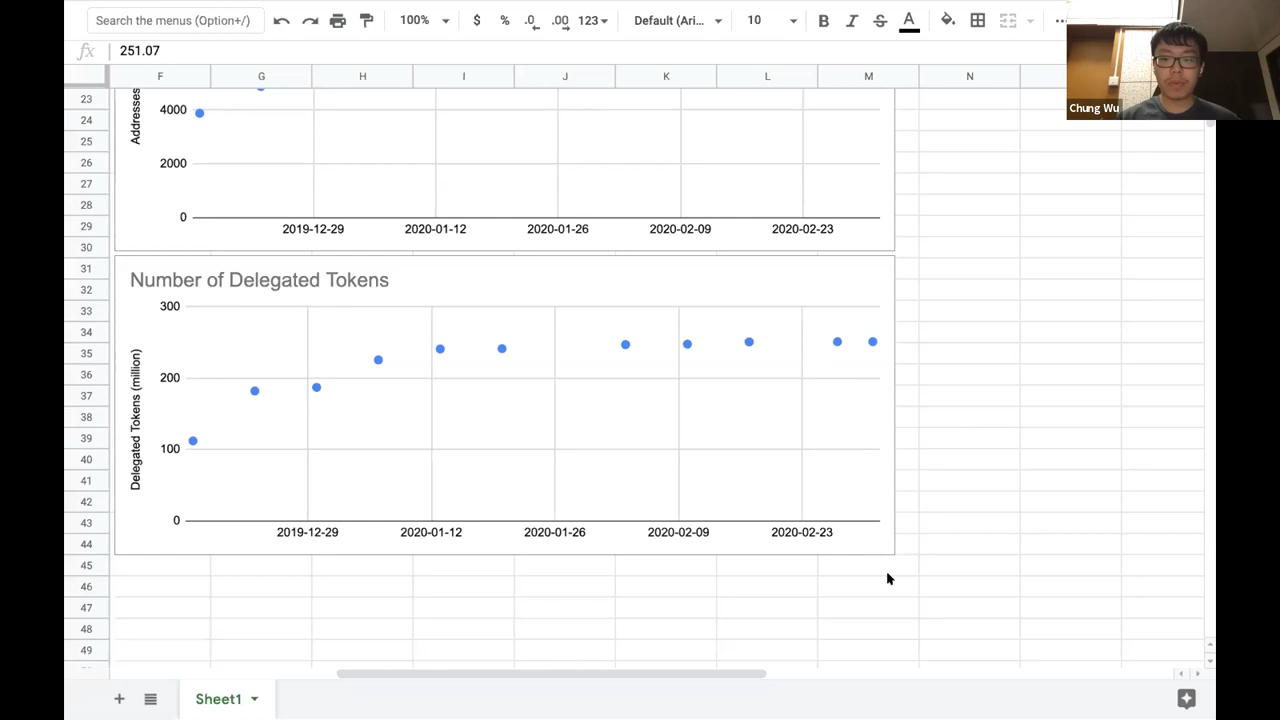 Search the menus (Option+/)
100%
$
%
.0
.00
123
Default (Ari...
10
B
I
S
A
fx
251.07
F
G
H
I
J
K
L
M
N
Chung Wu
23
24
25
26
27
28
29
30
31
32
33
34
35
36
37
38
39
40
41
42
43
44
45
46
47
48
49
Addresses
4000
2000
0
2019-12-29
2020-01-12
2020-01-26
2020-02-09
2020-02-23
Number of Delegated Tokens
Delegated Tokens (million)
300
200
100
0
2019-12-29
2020-01-12
2020-01-26
2020-02-09
2020-02-23
Sheet1